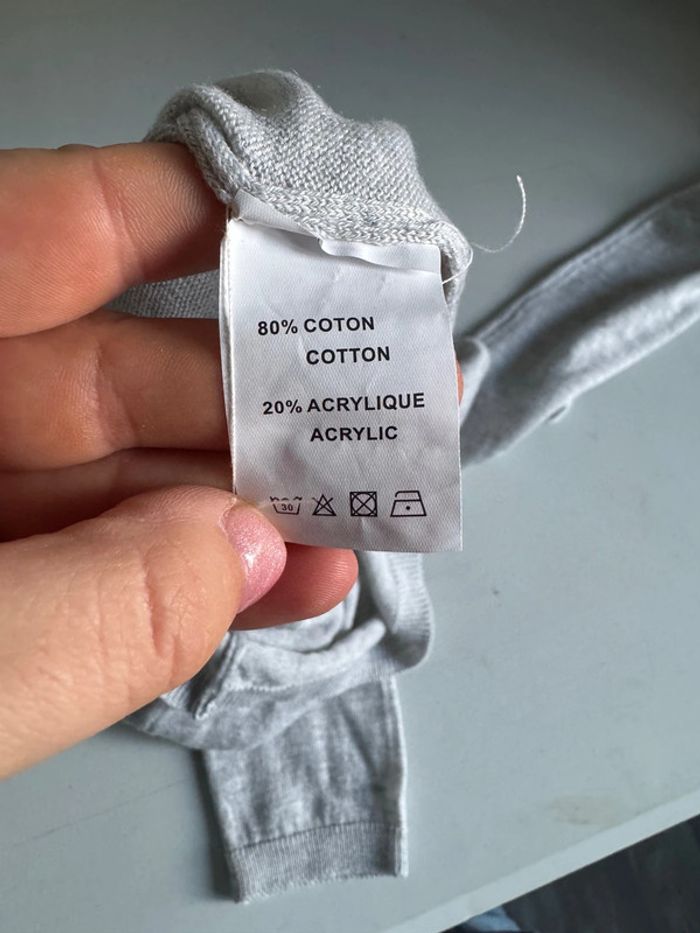 80% COTON
COTTON
20% ACRYLIQUE
ACRYLIC
30